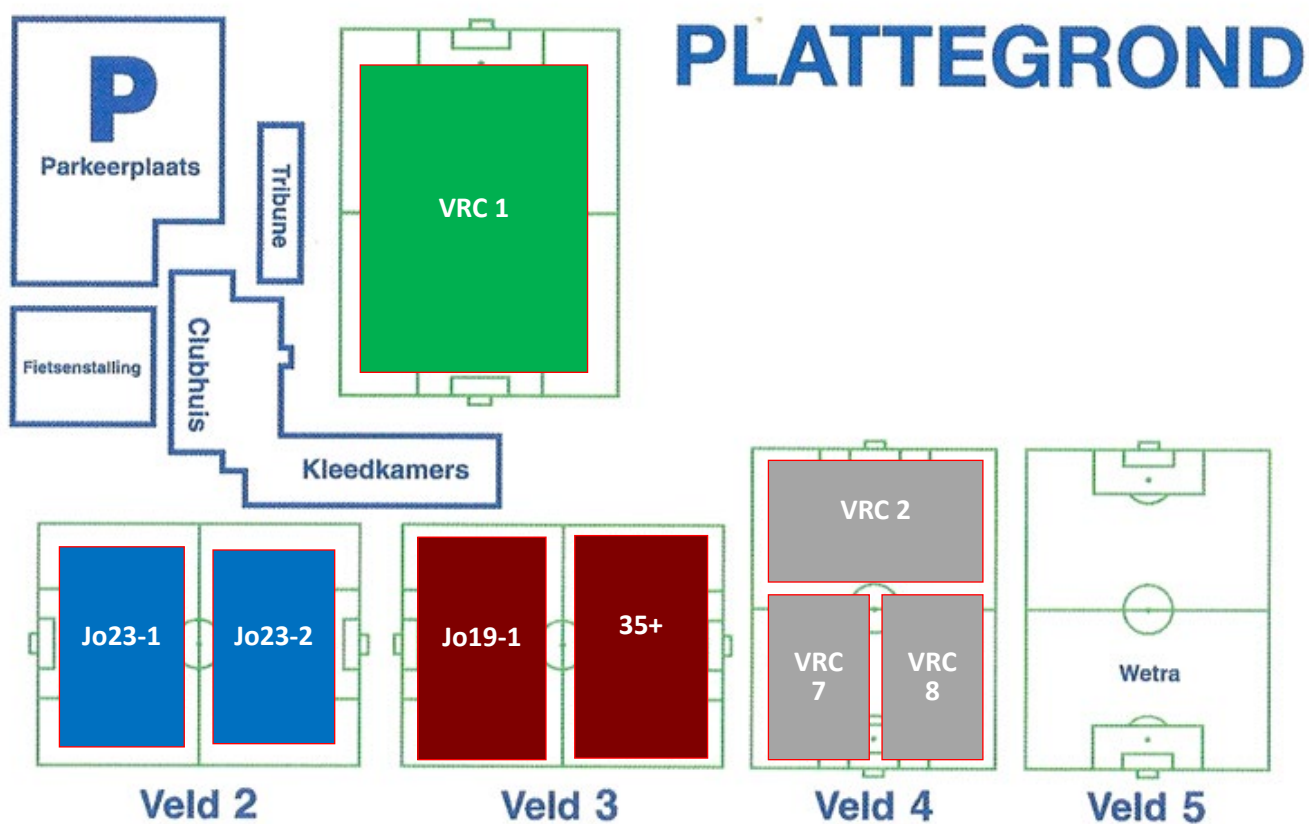 PLATTEGROND
P
Parkeerplaats
Tribune
VRC 1
Fietsenstalling
Clubhuis
Kleedkamers
Jo23-1
Jo23-2
Jo19-1
35+
VRC 2
VRC
7
VRC
8
Wetra
Veld 2
Veld 3
Veld 4
Veld 5